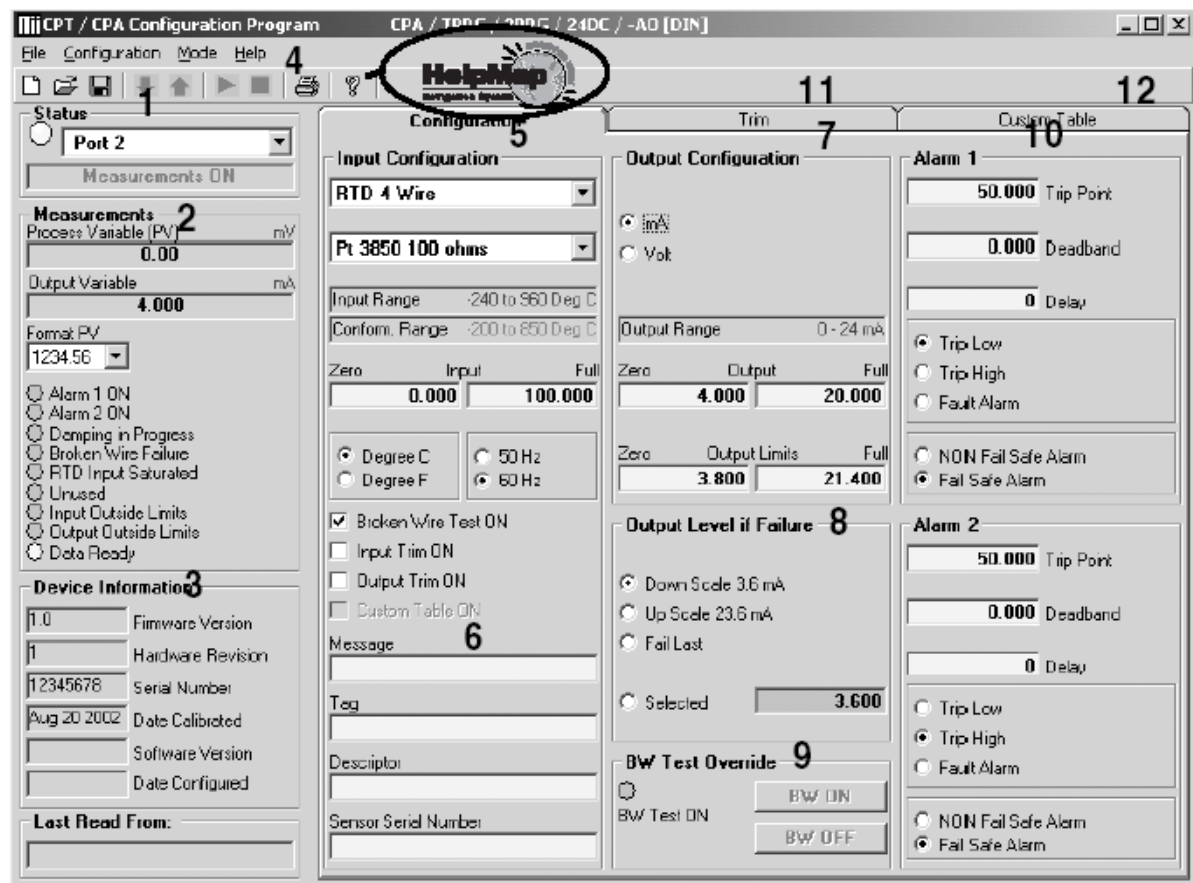 CPT / CPA Configuration Program
CPA / / / 24DC / -AO [DIN]
File Configuration Mode Help
4
HelpMap
1
11
12
Status
Port 2
Measurements ON
Configuration
5
Trim
7
Custom Table
10
Measurements 2
Process Variable (PV) mV
0.00
Output Variable mA
4.000
Format PV
1234.56
Alarm 1 ON
Alarm 2 ON
Damping in Progress
Broken Wire Failure
RTD Input Saturated
Unused
Input Outside Limits
Output Outside Limits
Data Ready
Device Information 3
1.0 Firmware Version
1 Hardware Revision
12345678 Serial Number
Aug 20 2002 Date Calibrated
Software Version
Date Configured
Last Read From:
Input Configuration
RTD 4 Wire
Pt 3850 100 ohms
Input Range -240 to 960 Deg C
Conform. Range -200 to 850 Deg C
Zero Input Full
0.000 100.000
Degree C
Degree F
50 Hz
60 Hz
Broken Wire Test ON
Input Trim ON
Output Trim ON
Custom Table ON
Message 6
Tag
Descriptor
Sensor Serial Number
Output Configuration
mA
Volt
Output Range 0 - 24 mA
Zero Output Full
4.000 20.000
Zero Output Limits Full
3.800 21.400
Output Level if Failure 8
Down Scale 3.6 mA
Up Scale 23.6 mA
Fail Last
Selected 3.600
BW Test Override 9
BW Test ON
BW ON
BW OFF
Alarm 1
50.000 Trip Point
0.000 Deadband
0 Delay
Trip Low
Trip High
Fault Alarm
NON Fail Safe Alarm
Fail Safe Alarm
Alarm 2
50.000 Trip Point
0.000 Deadband
0 Delay
Trip Low
Trip High
Fault Alarm
NON Fail Safe Alarm
Fail Safe Alarm